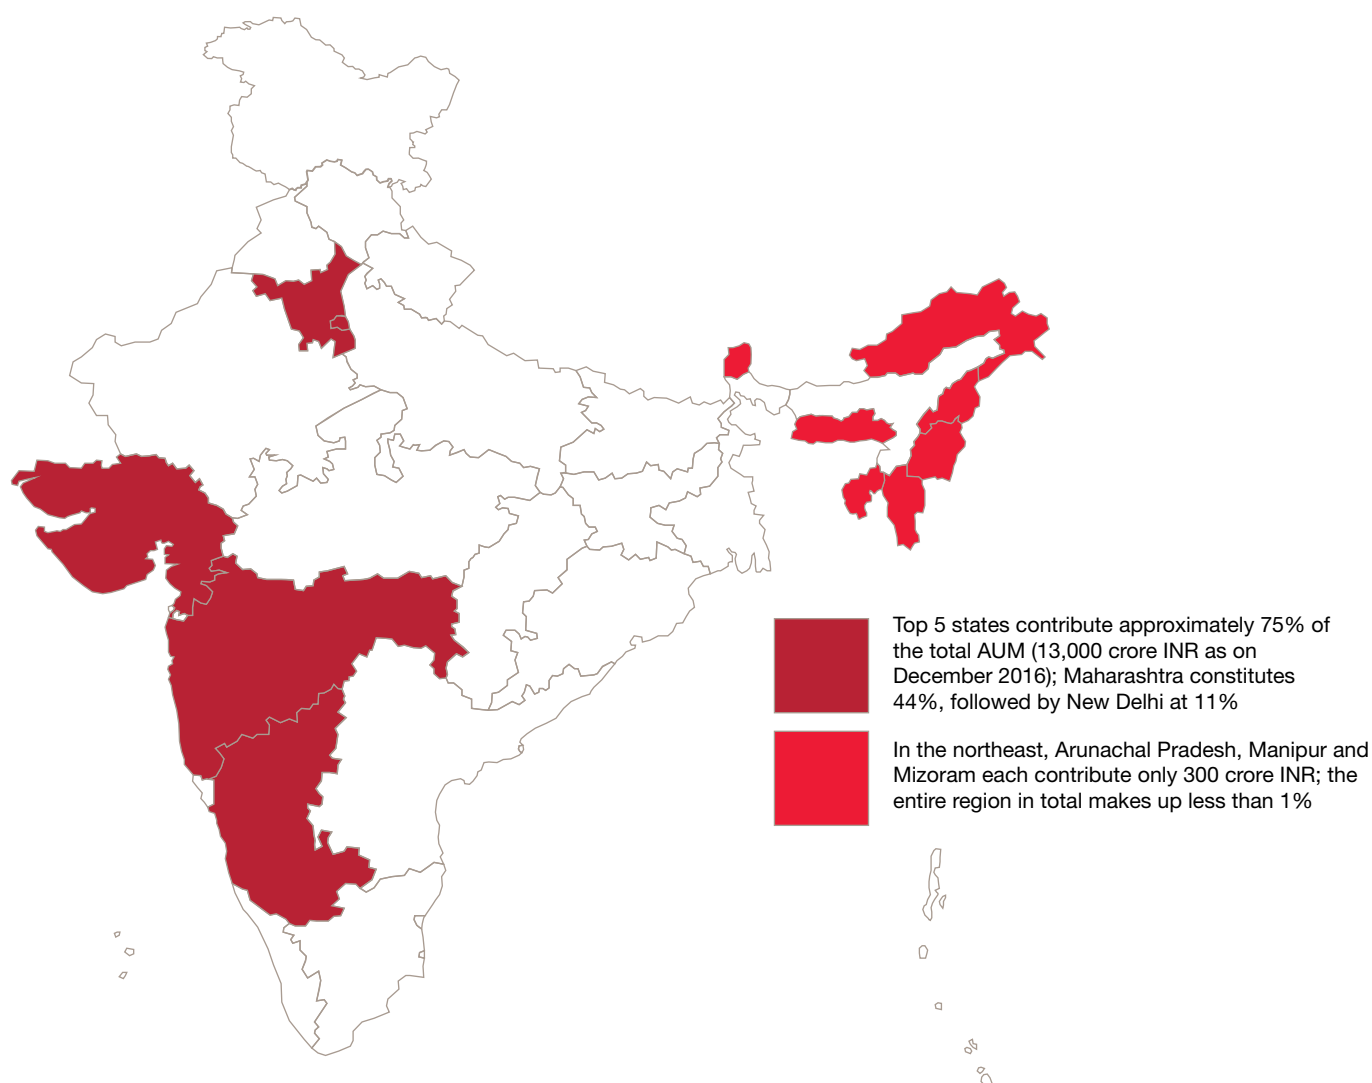 Top 5 states contribute approximately 75% of
the total AUM (13,000 crore INR as on
December 2016); Maharashtra constitutes
44%, followed by New Delhi at 11%
In the northeast, Arunachal Pradesh, Manipur and
Mizoram each contribute only 300 crore INR; the
entire region in total makes up less than 1%